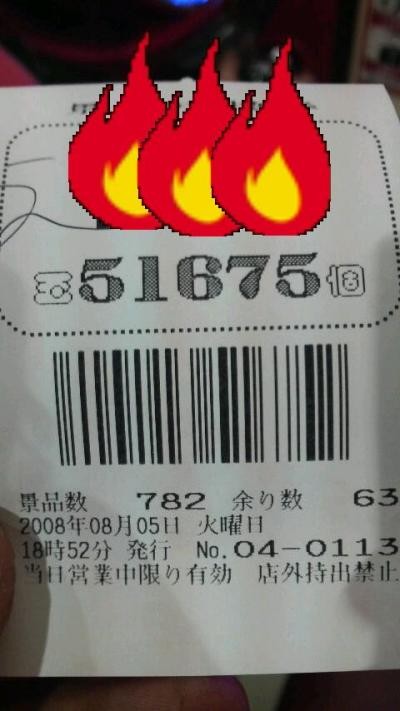 51675個
景品数 782 余り数 63
2008年08月05日 火曜日
18時52分 発行 No.04-0113
当日営業中限り有効 店外持出禁止